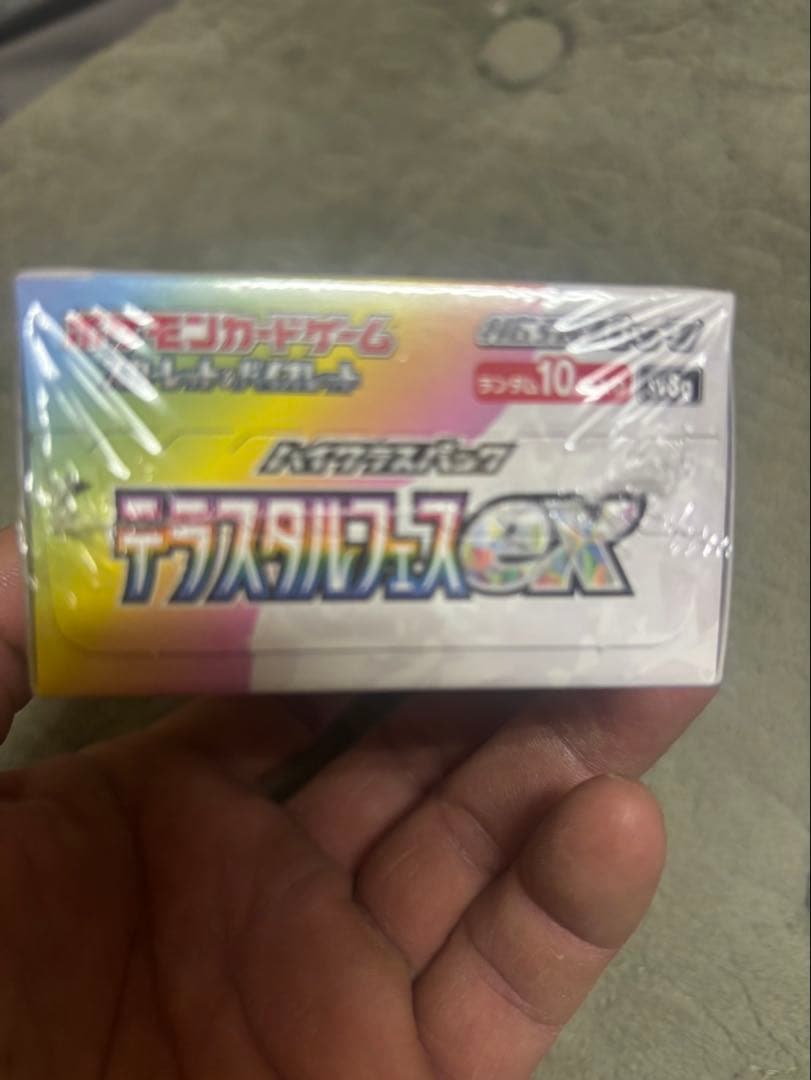 ポケモンカードゲーム
スカーレット&バイオレット
ランダム10
sv8a
ハイクラスパック
テラスタルフェスex